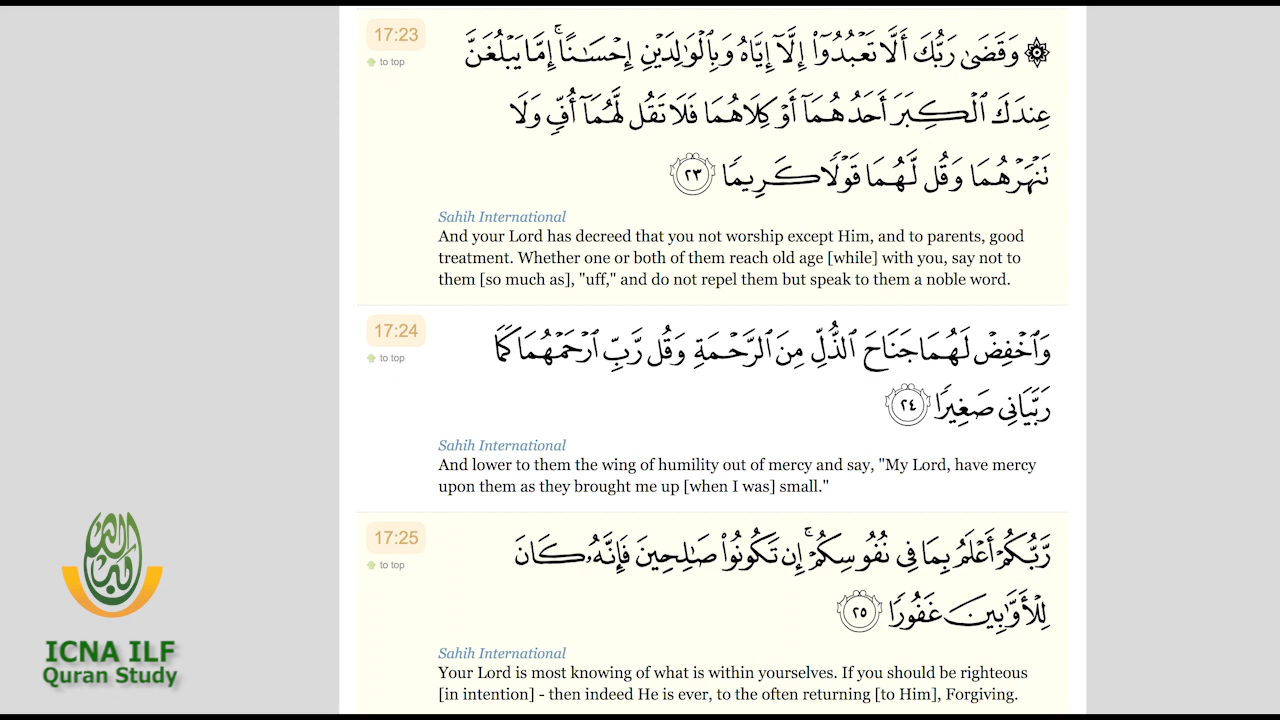 17:23
to top
۞ وَقَضَىٰ رَبُّكَ أَلَّا تَعْبُدُوٓا۟ إِلَّآ إِيَّاهُ وَبِٱلْوَٰلِدَيْنِ إِحْسَـٰنًا ۚ إِمَّا يَبْلُغَنَّ
عِندَكَ ٱلْكِبَرَ أَحَدُهُمَآ أَوْ كِلَاهُمَا فَلَا تَقُل لَّهُمَآ أُفٍّ وَلَا
تَنْهَرْهُمَا وَقُل لَّهُمَا قَوْلًا كَرِيمًا ٢٣
Sahih International
And your Lord has decreed that you not worship except Him, and to parents, good
treatment. Whether one or both of them reach old age [while] with you, say not to
them [so much as], "uff," and do not repel them but speak to them a noble word.
17:24
to top
وَٱخْفِضْ لَهُمَا جَنَاحَ ٱلذُّلِّ مِنَ ٱلرَّحْمَةِ وَقُل رَّبِّ ٱرْحَمْهُمَا كَمَا
رَبَّيَانِى صَغِيرًا ٢٤
Sahih International
And lower to them the wing of humility out of mercy and say, "My Lord, have mercy
upon them as they brought me up [when I was] small."
17:25
to top
رَّبُّكُمْ أَعْلَمُ بِمَا فِى نُفُوسِكُمْ ۚ إِن تَكُونُوا۟ صَـٰلِحِينَ فَإِنَّهُۥ كَانَ
لِلْأَوَّٰبِينَ غَفُورًا ٢٥
Sahih International
Your Lord is most knowing of what is within yourselves. If you should be righteous
[in intention] - then indeed He is ever, to the often returning [to Him], Forgiving.
ICNA ILF
Quran Study